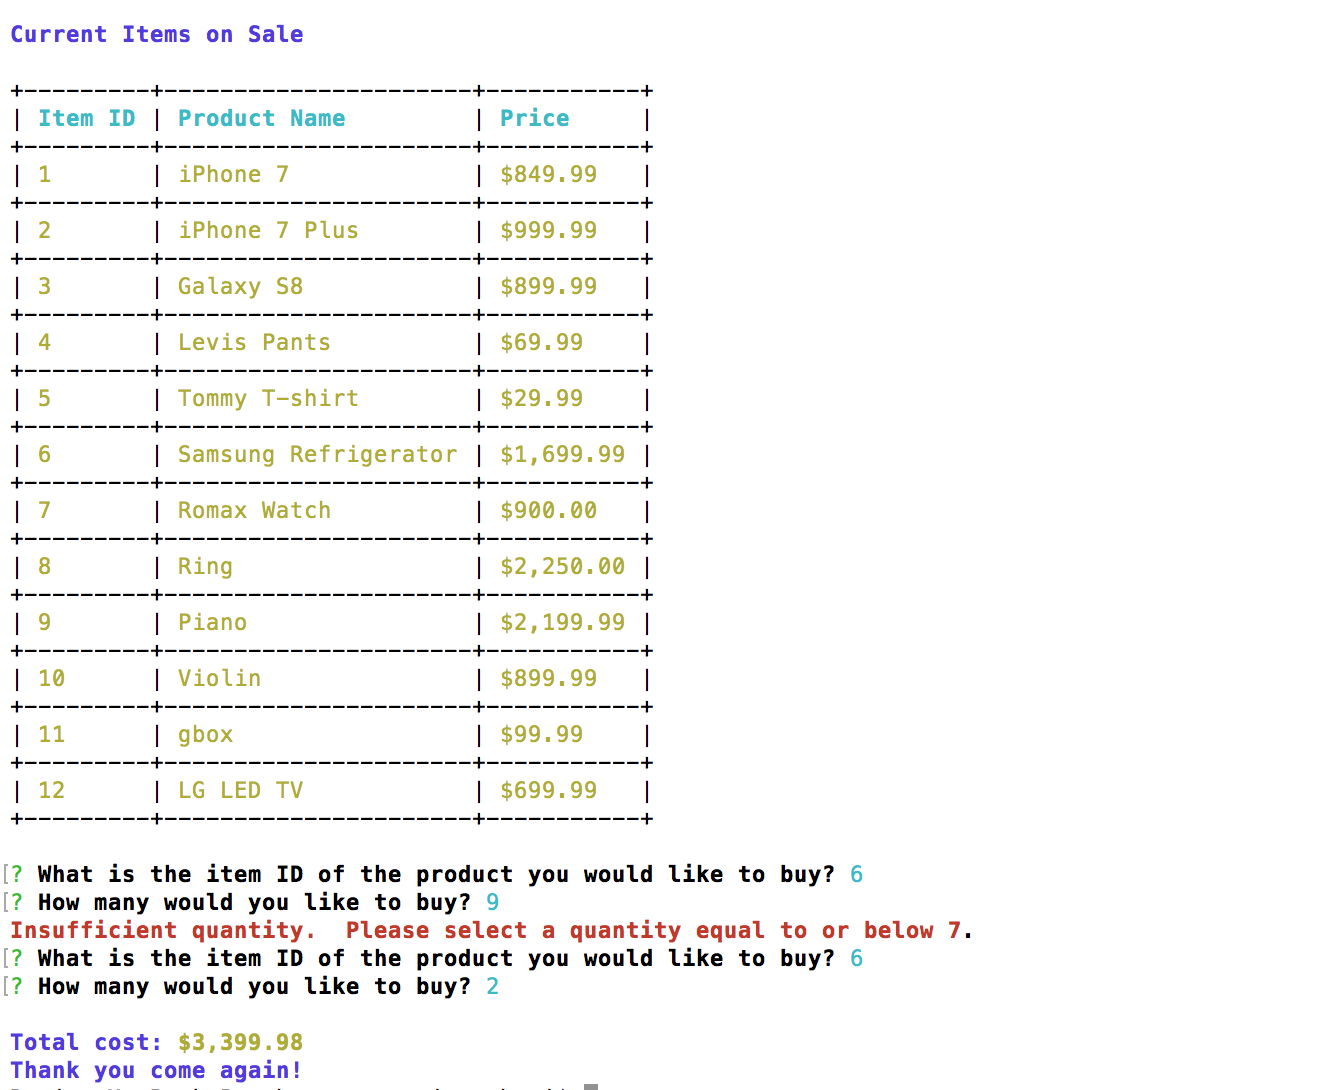 Current Items on Sale
+---------+----------------------+-----------+
| Item ID | Product Name         | Price     |
+---------+----------------------+-----------+
| 1       | iPhone 7             | $849.99   |
+---------+----------------------+-----------+
| 2       | iPhone 7 Plus        | $999.99   |
+---------+----------------------+-----------+
| 3       | Galaxy S8            | $899.99   |
+---------+----------------------+-----------+
| 4       | Levis Pants          | $69.99    |
+---------+----------------------+-----------+
| 5       | Tommy T-shirt        | $29.99    |
+---------+----------------------+-----------+
| 6       | Samsung Refrigerator | $1,699.99 |
+---------+----------------------+-----------+
| 7       | Romax Watch          | $900.00   |
+---------+----------------------+-----------+
| 8       | Ring                 | $2,250.00 |
+---------+----------------------+-----------+
| 9       | Piano                | $2,199.99 |
+---------+----------------------+-----------+
| 10      | Violin               | $899.99   |
+---------+----------------------+-----------+
| 11      | gbox                 | $99.99    |
+---------+----------------------+-----------+
| 12      | LG LED TV            | $699.99   |
+---------+----------------------+-----------+
[? What is the item ID of the product you would like to buy? 6
[? How many would you like to buy? 9
Insufficient quantity.  Please select a quantity equal to or below 7.
[? What is the item ID of the product you would like to buy? 6
[? How many would you like to buy? 2
Total cost: $3,399.98
Thank you come again!